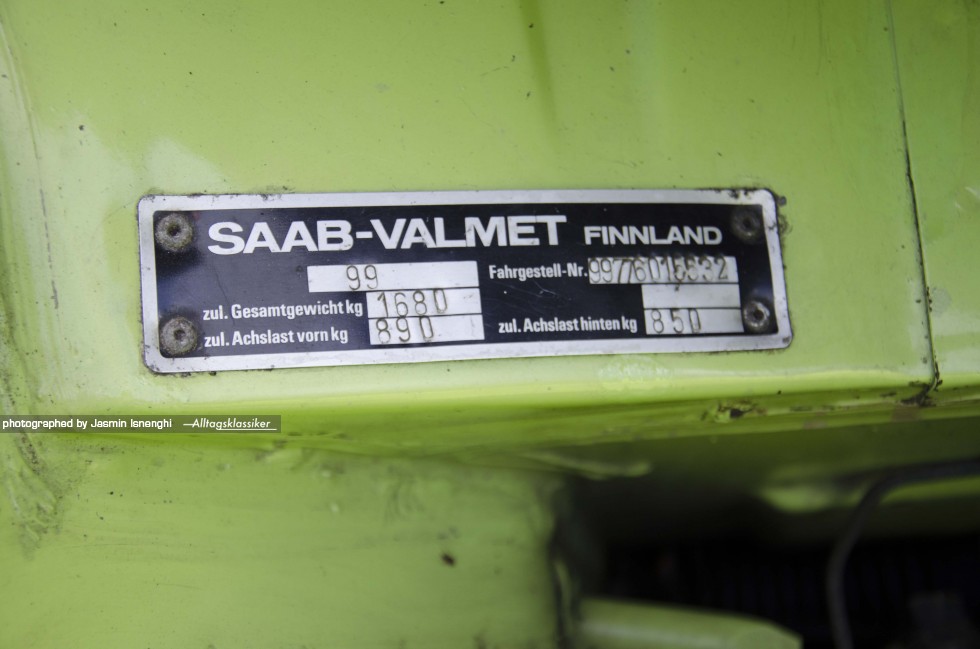 SAAB-VALMET FINNLAND
99 Fahrgestell-Nr. 99776015632
zul. Gesamtgewicht kg 1680
zul. Achslast vorn kg 890 zul. Achslast hinten kg 850
photographed by Jasmin Isnenghi —Alltagsklassiker